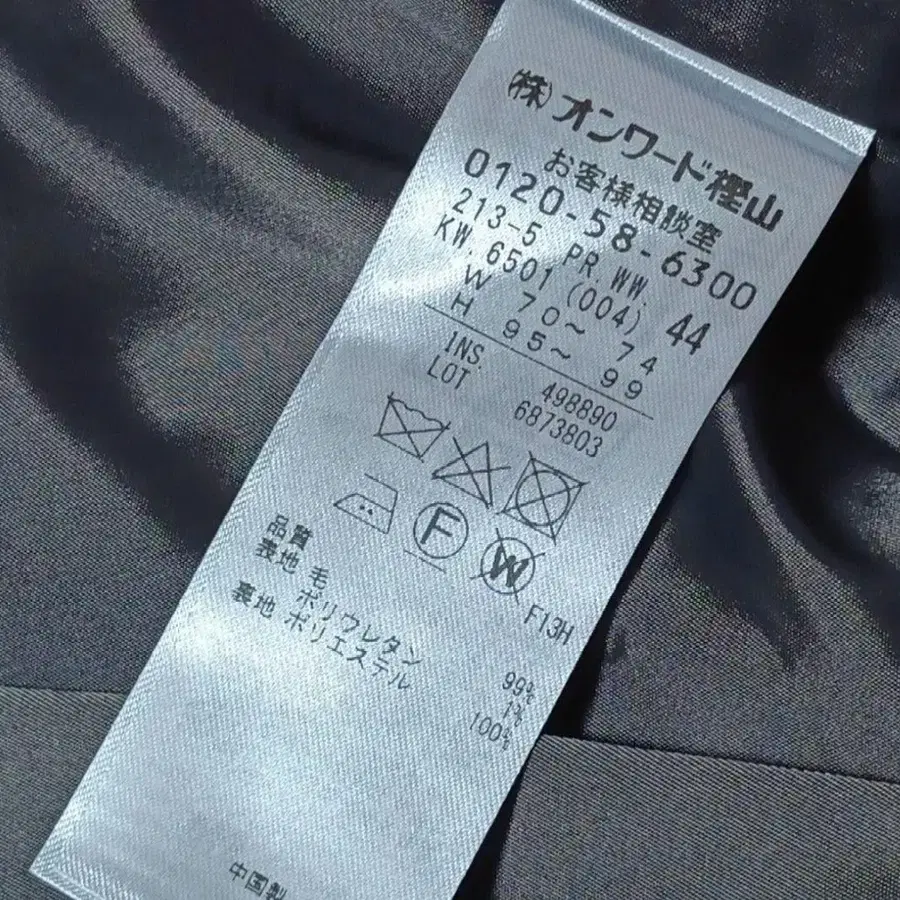 ㈱オンワード樫山
お客様相談室
0120-58-6300
213-5 PR.WW.
KW.6501(004) 44
W 70~ 74
H 95~ 99
INS. 498890
LOT 6873803
F
W
F13H
品質
表地 毛 99%
ポリウレタン 1%
裏地 ポリエステル 100%
中国製